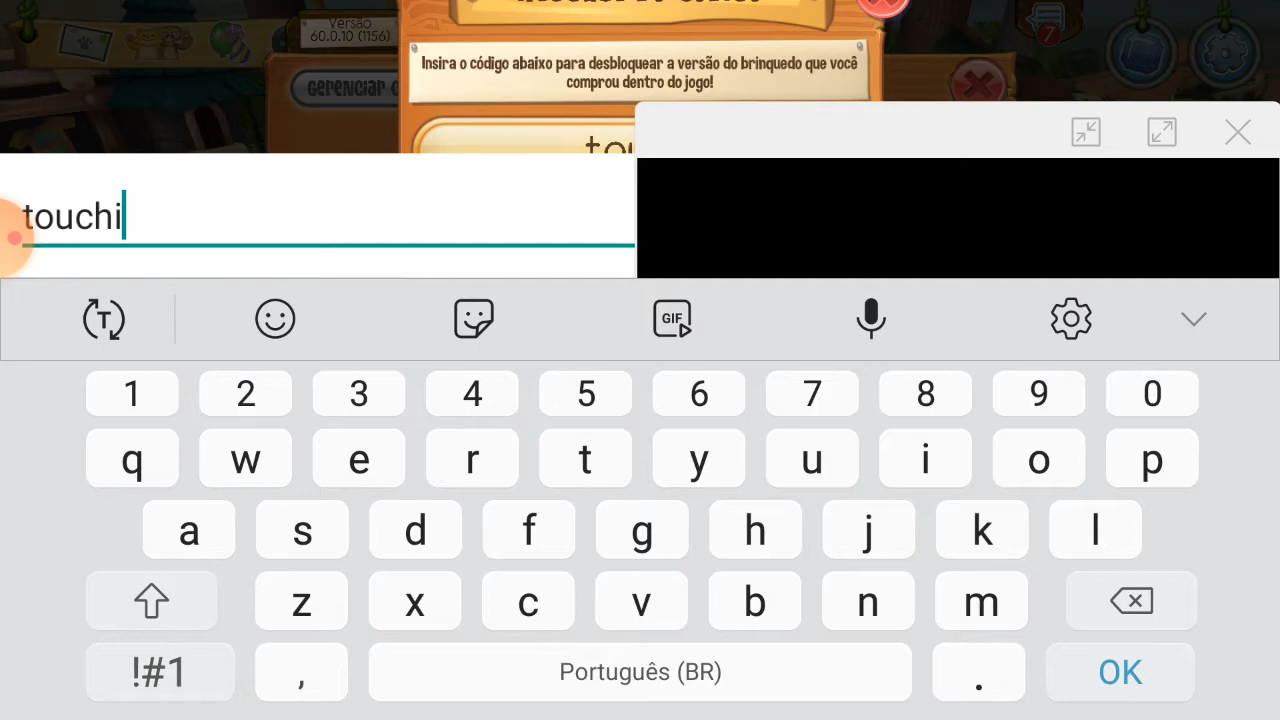 Versão
60.0.10 (1156)
7
GERENCIAR
Insira o código abaixo para desbloquear a versão do brinquedo que você
comprou dentro do jogo!
touchi
T
GIF
1 2 3 4 5 6 7 8 9 0
q w e r t y u i o p
a s d f g h j k l
z x c v b n m
!#1 , Português (BR) . OK